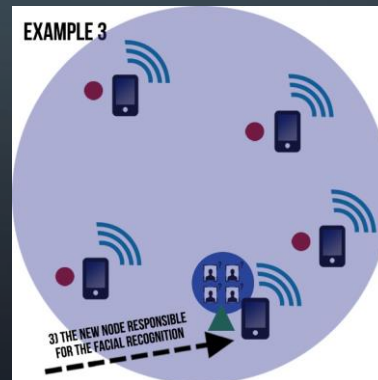 EXAMPLE 3
3) THE NEW NODE RESPONSIBLE
FOR THE FACIAL RECOGNITION